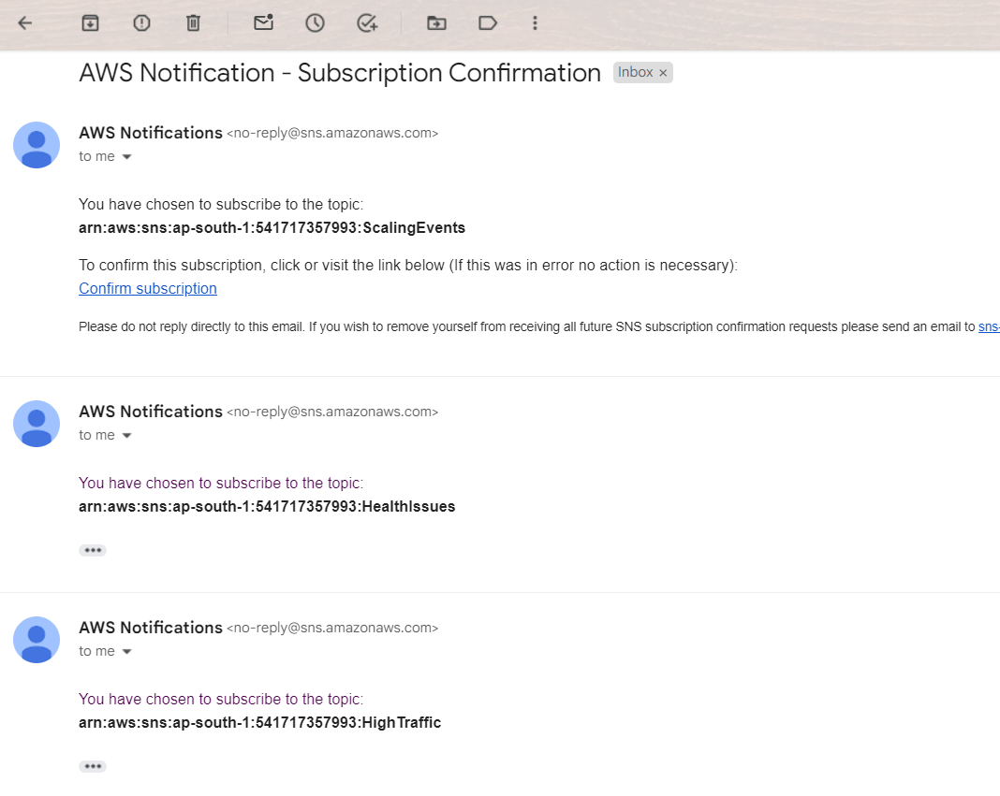 AWS Notification - Subscription Confirmation Inbox ×
AWS Notifications <no-reply@sns.amazonaws.com>
to me
You have chosen to subscribe to the topic:
arn:aws:sns:ap-south-1:541717357993:ScalingEvents
To confirm this subscription, click or visit the link below (If this was in error no action is necessary):
Confirm subscription
Please do not reply directly to this email. If you wish to remove yourself from receiving all future SNS subscription confirmation requests please send an email to sns-
AWS Notifications <no-reply@sns.amazonaws.com>
to me
You have chosen to subscribe to the topic:
arn:aws:sns:ap-south-1:541717357993:HealthIssues
AWS Notifications <no-reply@sns.amazonaws.com>
to me
You have chosen to subscribe to the topic:
arn:aws:sns:ap-south-1:541717357993:HighTraffic